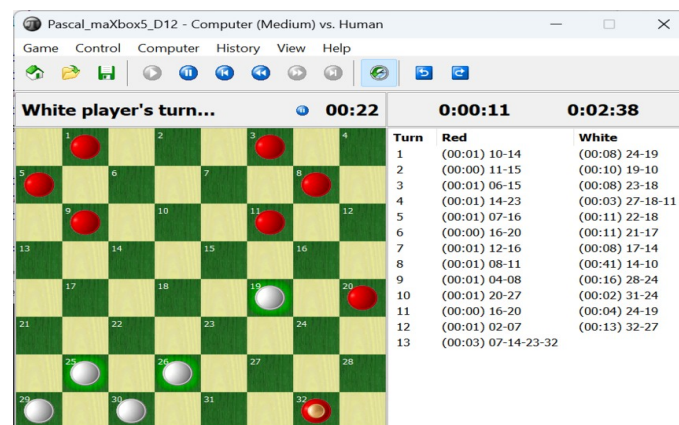 Pascal_maXbox5_D12 - Computer (Medium) vs. Human
Game Control Computer History View Help
White player's turn... 00:22 0:00:11 0:02:38
Turn Red White
1 (00:01) 10-14 (00:08) 24-19
2 (00:00) 11-15 (00:10) 19-10
3 (00:01) 06-15 (00:08) 23-18
4 (00:01) 14-23 (00:03) 27-18-11
5 (00:01) 07-16 (00:11) 22-18
6 (00:00) 16-20 (00:11) 21-17
7 (00:01) 12-16 (00:08) 17-14
8 (00:01) 08-11 (00:41) 14-10
9 (00:01) 04-08 (00:16) 28-24
10 (00:01) 20-27 (00:02) 31-24
11 (00:00) 16-20 (00:04) 24-19
12 (00:01) 02-07 (00:13) 32-27
13 (00:03) 07-14-23-32
1 2 3 4
5 6 7 8
9 10 11 12
13 14 15 16
17 18 19 20
21 22 23 24
25 26 27 28
29 30 31 32